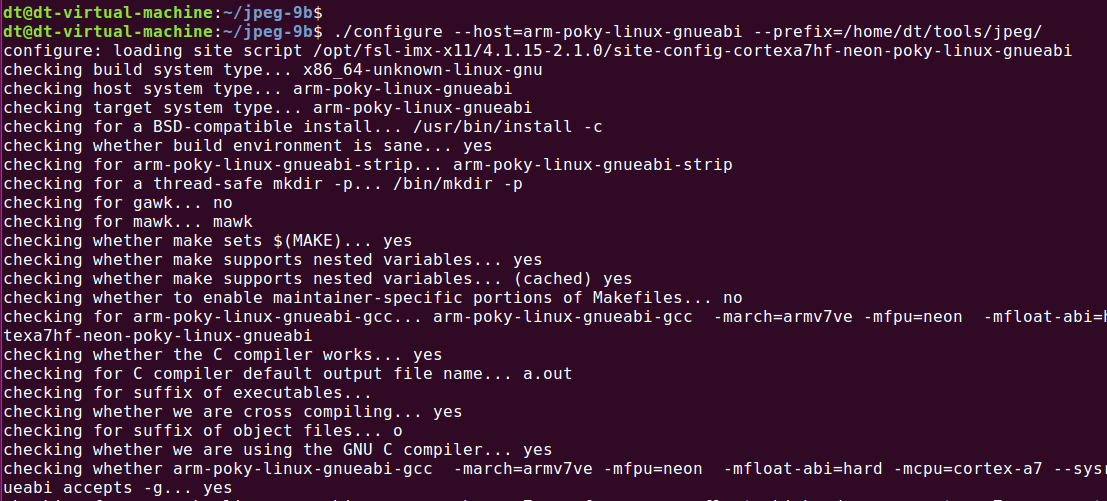 dt@dt-virtual-machine:~/jpeg-9b$
dt@dt-virtual-machine:~/jpeg-9b$ ./configure --host=arm-poky-linux-gnueabi --prefix=/home/dt/tools/jpeg/
configure: loading site script /opt/fsl-imx-x11/4.1.15-2.1.0/site-config-cortexa7hf-neon-poky-linux-gnueabi
checking build system type... x86_64-unknown-linux-gnu
checking host system type... arm-poky-linux-gnueabi
checking target system type... arm-poky-linux-gnueabi
checking for a BSD-compatible install... /usr/bin/install -c
checking whether build environment is sane... yes
checking for arm-poky-linux-gnueabi-strip... arm-poky-linux-gnueabi-strip
checking for a thread-safe mkdir -p... /bin/mkdir -p
checking for gawk... no
checking for mawk... mawk
checking whether make sets $(MAKE)... yes
checking whether make supports nested variables... yes
checking whether make supports nested variables... (cached) yes
checking whether to enable maintainer-specific portions of Makefiles... no
checking for arm-poky-linux-gnueabi-gcc... arm-poky-linux-gnueabi-gcc  -march=armv7ve -mfpu=neon  -mfloat-abi=h
texa7hf-neon-poky-linux-gnueabi
checking whether the C compiler works... yes
checking for C compiler default output file name... a.out
checking for suffix of executables...
checking whether we are cross compiling... yes
checking for suffix of object files... o
checking whether we are using the GNU C compiler... yes
checking whether arm-poky-linux-gnueabi-gcc  -march=armv7ve -mfpu=neon  -mfloat-abi=hard -mcpu=cortex-a7 --sysr
ueabi accepts -g... yes